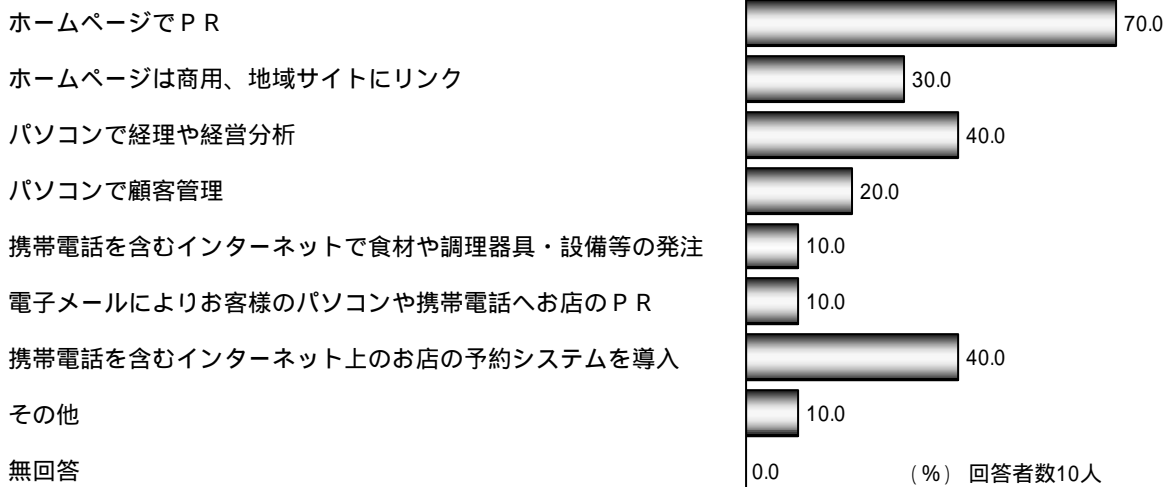 ホームページでＰＲ 70.0
ホームページは商用、地域サイトにリンク 30.0
パソコンで経理や経営分析 40.0
パソコンで顧客管理 20.0
携帯電話を含むインターネットで食材や調理器具・設備等の発注 10.0
電子メールによりお客様のパソコンや携帯電話へお店のＰＲ 10.0
携帯電話を含むインターネット上のお店の予約システムを導入 40.0
その他 10.0
無回答 0.0 （%） 回答者数10人